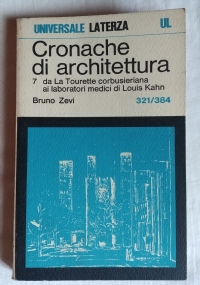 UNIVERSALE LATERZA UL
Cronache
di architettura
7 da La Tourette corbusieriana
ai laboratori medici di Louis Kahn
Bruno Zevi 321/384